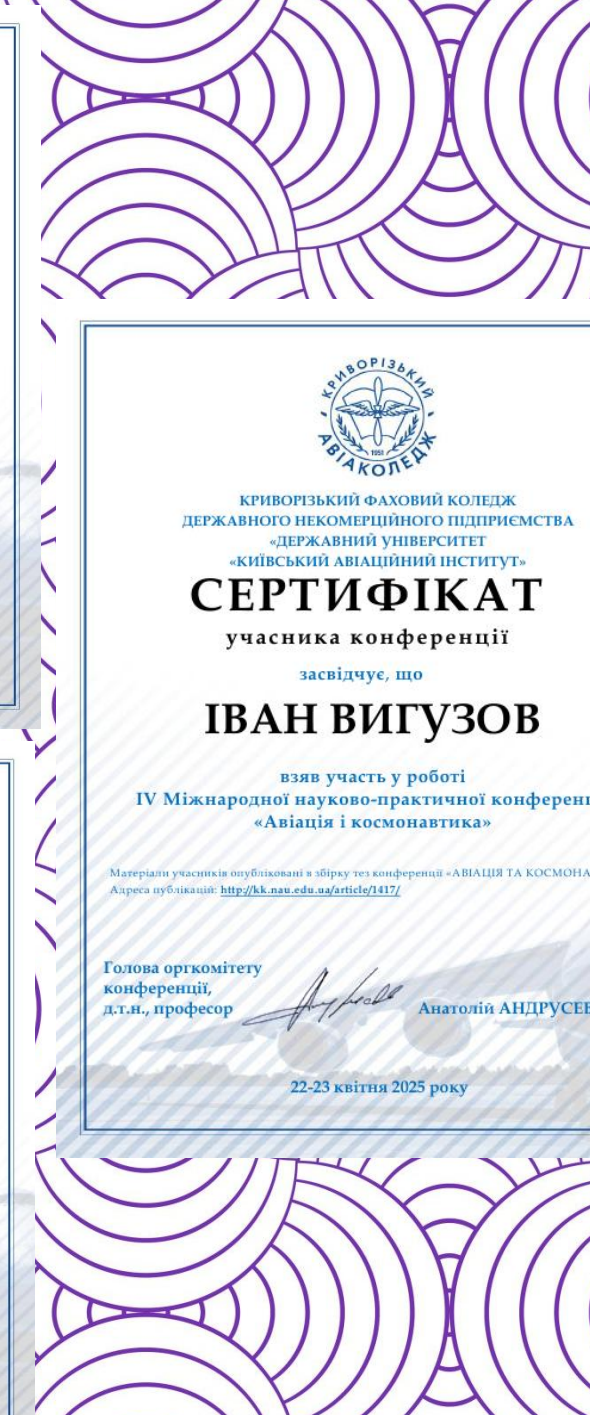 КРИВОРІЗЬКИЙ
АВІАКОЛЕДЖ
1951
КРИВОРІЗЬКИЙ ФАХОВИЙ КОЛЕДЖ
ДЕРЖАВНОГО НЕКОМЕРЦІЙНОГО ПІДПРИЄМСТВА
«ДЕРЖАВНИЙ УНІВЕРСИТЕТ
«КИЇВСЬКИЙ АВІАЦІЙНИЙ ІНСТИТУТ»
СЕРТИФІКАТ
учасника конференції
засвідчує, що
ІВАН ВИГУЗОВ
взяв участь у роботі
IV Міжнародної науково-практичної
«Авіація і космонавтика»
Матеріали учасників опубліковані в збірку тез конференції «АВІАЦІЯ ТА
Адреса публікацій: http://kk.nau.edu.ua/article/1417/
Голова оргкомітету
конференції,
д.т.н., професор
Анатолій
22-23 квітня 2025 року